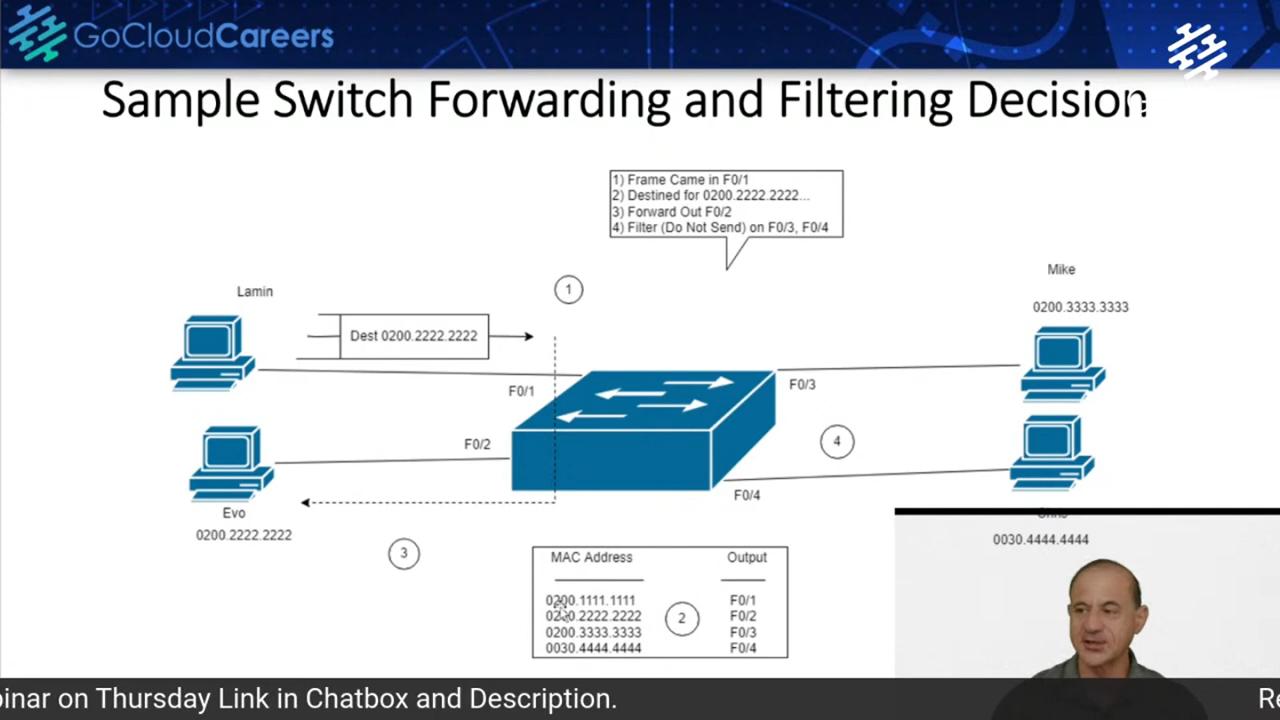 GoCloudCareers
Sample Switch Forwarding and Filtering Decision
1) Frame Came in F0/1
2) Destined for 0200.2222.2222...
3) Forward Out F0/2
4) Filter (Do Not Send) on F0/3, F0/4
Mike
0200.3333.3333
Lamin
1
Dest 0200.2222.2222
F0/1
F0/3
F0/2
4
F0/4
Evo
0200.2222.2222
3
Chris
0030.4444.4444
MAC Address Output
0200.1111.1111 F0/1
0200.2222.2222 F0/2
2
0200.3333.3333 F0/3
0030.4444.4444 F0/4
on Thursday Link in Chatbox and Description.